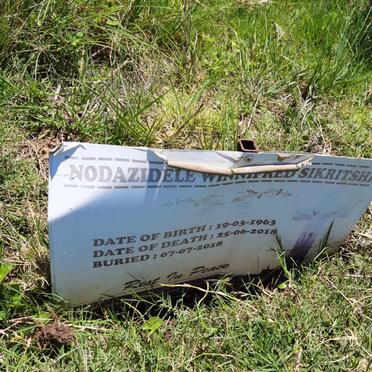 NODAZIDELE WINNIFRED SIKRITSHI
DATE OF BIRTH : 19-03-1963
DATE OF DEATH : 25-06-2018
BURIED : 07-07-2018
Rest In Peace